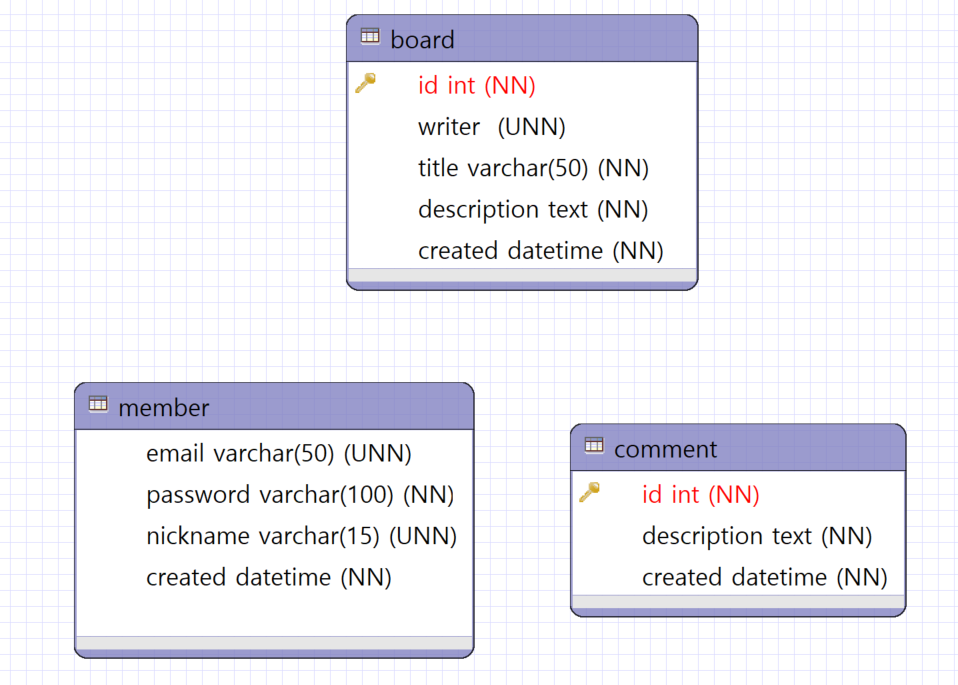 board
id int (NN)
writer  (UNN)
title varchar(50) (NN)
description text (NN)
created datetime (NN)
member
email varchar(50) (UNN)
password varchar(100) (NN)
nickname varchar(15) (UNN)
created datetime (NN)
comment
id int (NN)
description text (NN)
created datetime (NN)